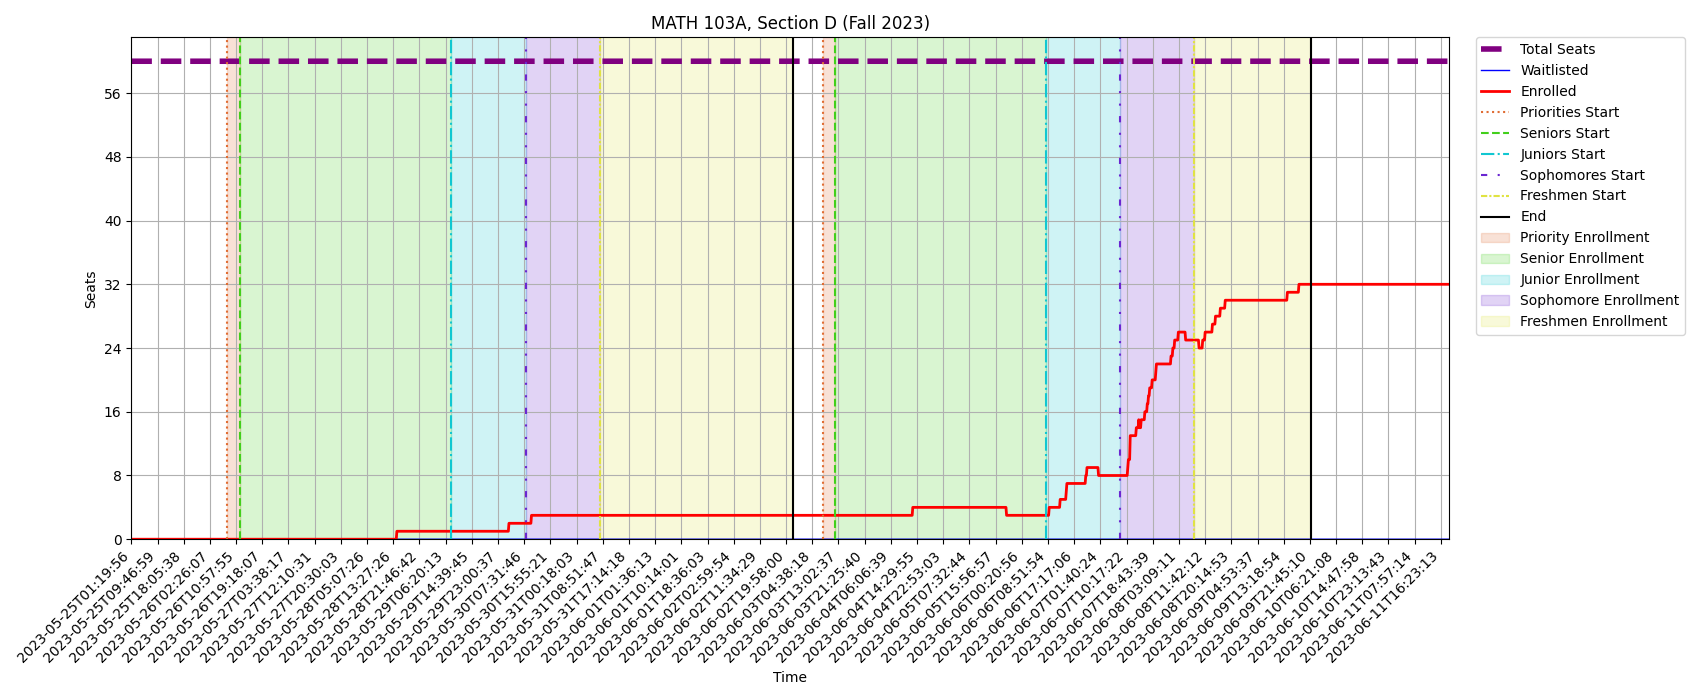 MATH 103A, Section D (Fall 2023)
Seats
56
48
40
32
24
16
8
0
2023-05-25T01:19:56
2023-05-25T09:46:59
2023-05-25T18:05:38
2023-05-26T02:26:07
2023-05-26T10:57:55
2023-05-26T19:18:07
2023-05-27T03:38:17
2023-05-27T12:10:31
2023-05-27T20:30:03
2023-05-28T05:07:26
2023-05-28T13:27:26
2023-05-28T21:46:42
2023-05-29T06:20:13
2023-05-29T14:39:45
2023-05-29T23:00:37
2023-05-30T07:31:46
2023-05-30T15:55:21
2023-05-31T00:18:03
2023-05-31T08:51:47
2023-05-31T17:14:18
2023-06-01T01:36:13
2023-06-01T10:14:01
2023-06-01T18:36:03
2023-06-02T02:59:54
2023-06-02T11:34:29
2023-06-02T19:58:00
2023-06-03T04:38:18
2023-06-03T13:02:37
2023-06-03T21:25:40
2023-06-04T06:06:39
2023-06-04T14:29:55
2023-06-04T22:53:03
2023-06-05T07:32:44
2023-06-05T15:56:57
2023-06-06T00:20:56
2023-06-06T08:51:54
2023-06-06T17:17:06
2023-06-07T01:40:24
2023-06-07T10:17:22
2023-06-07T18:43:39
2023-06-08T03:09:11
2023-06-08T11:42:12
2023-06-08T20:14:53
2023-06-09T04:53:37
2023-06-09T13:18:54
2023-06-09T21:45:10
2023-06-10T06:21:08
2023-06-10T14:47:58
2023-06-10T23:13:43
2023-06-11T07:57:14
2023-06-11T16:23:13
Time
Total Seats
Waitlisted
Enrolled
Priorities Start
Seniors Start
Juniors Start
Sophomores Start
Freshmen Start
End
Priority Enrollment
Senior Enrollment
Junior Enrollment
Sophomore Enrollment
Freshmen Enrollment